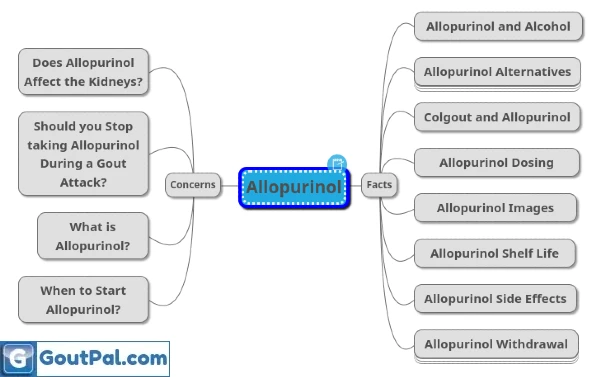 Does Allopurinol
Affect the Kidneys?
Should you Stop
taking Allopurinol
During a Gout
Attack?
What is
Allopurinol?
When to Start
Allopurinol?
Concerns
Allopurinol
Facts
Allopurinol and Alcohol
Allopurinol Alternatives
Colgout and Allopurinol
Allopurinol Dosing
Allopurinol Images
Allopurinol Shelf Life
Allopurinol Side Effects
Allopurinol Withdrawal
G GoutPal.com